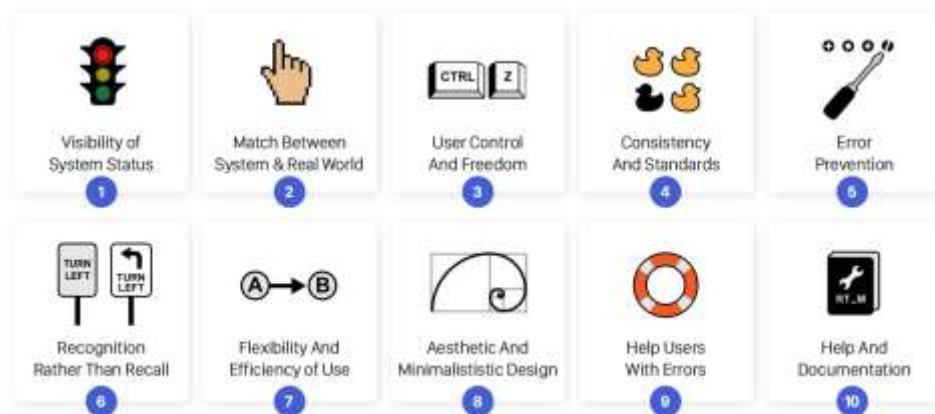 CTRL Z
Visibility of
System Status
1
Match Between
System & Real World
2
User Control
And Freedom
3
Consistency
And Standards
4
Error
Prevention
5
TURN
LEFT
TURN
LEFT
A B
RT_M
Recognition
Rather Than Recall
6
Flexibility And
Efficiency of Use
7
Aesthetic And
Minimalististic Design
8
Help Users
With Errors
9
Help And
Documentation
10